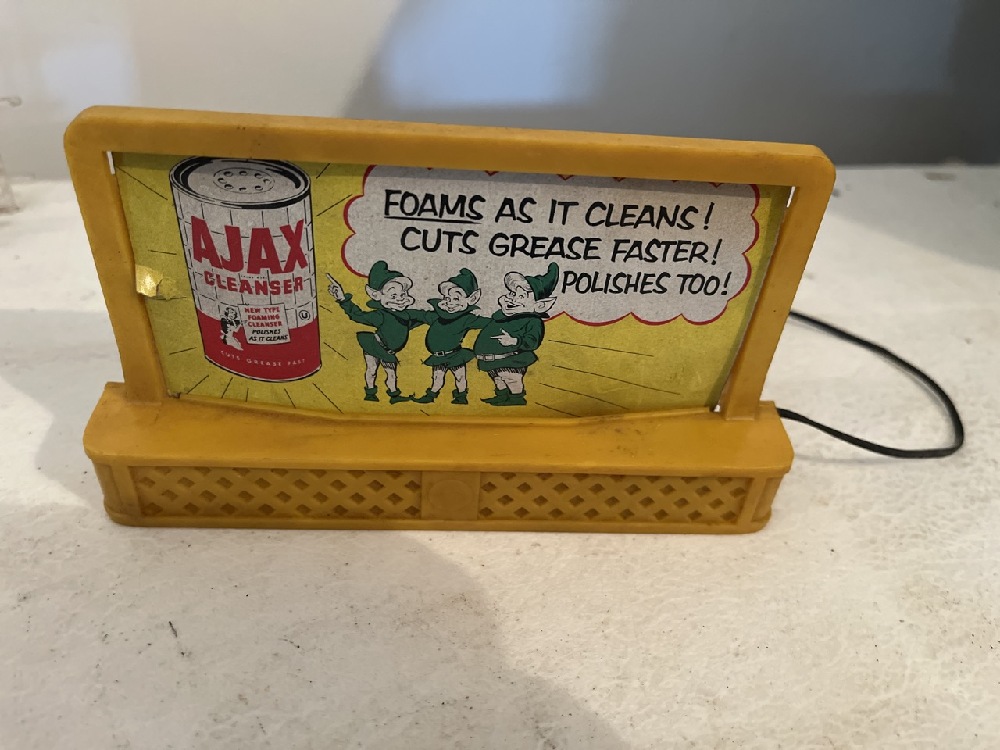 AJAX
CLEANSER
NEW TYPE
FOAMING
CLEANSER
POLISHES
AS IT CLEANS
CUTS GREASE FAST
FOAMS AS IT CLEANS!
CUTS GREASE FASTER!
POLISHES TOO!